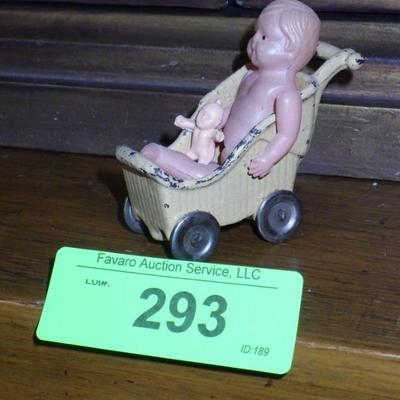 Favaro Auction Service, LLC
Lot#:
293
ID:189